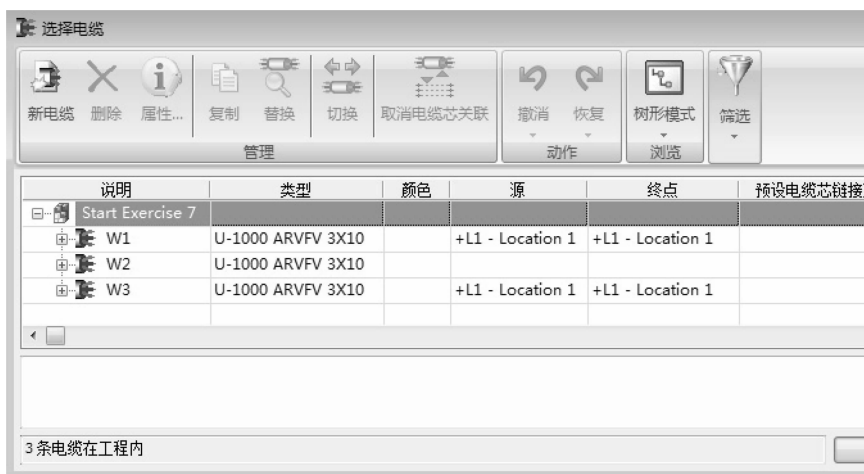 选择电缆
新电缆 删除 属性... 复制 替换 切换 取消电缆芯关联 撤消 恢复 树形模式 筛选
管理 动作 浏览
说明 类型 颜色 源 终点 预设电缆芯链接
Start Exercise 7
W1 U-1000 ARVFV 3X10 +L1 - Location 1 +L1 - Location 1
W2 U-1000 ARVFV 3X10
W3 U-1000 ARVFV 3X10 +L1 - Location 1 +L1 - Location 1
3 条电缆在工程内